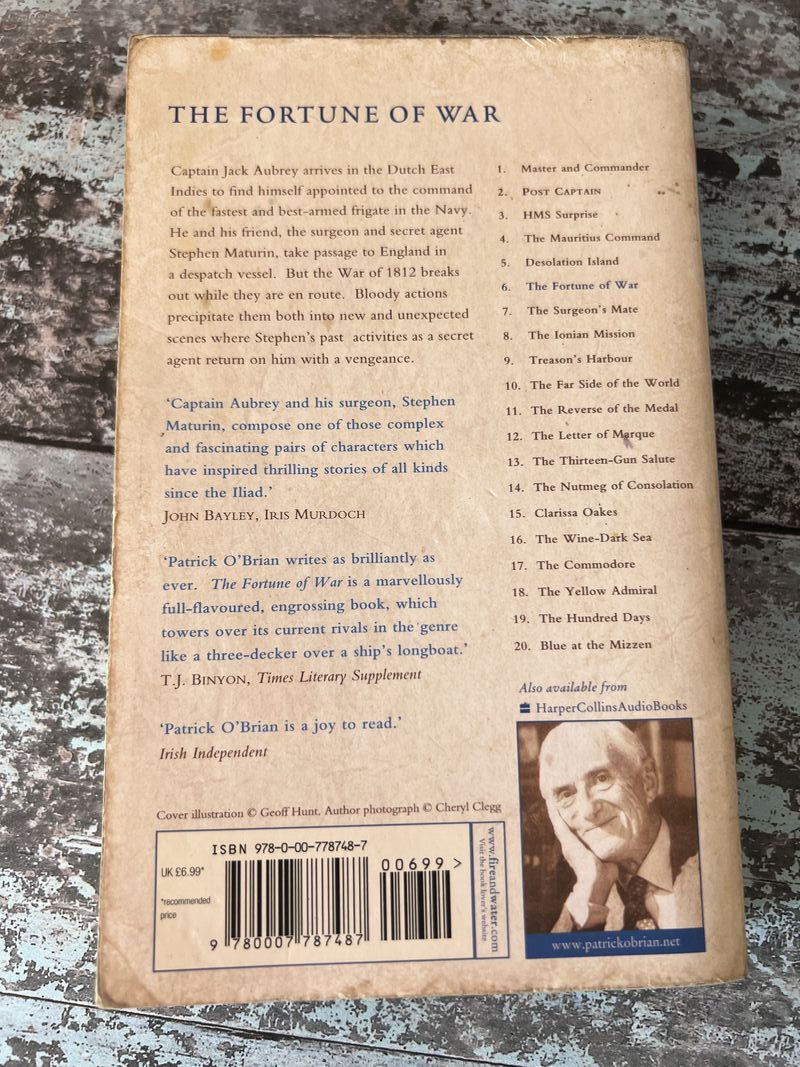 THE FORTUNE OF WAR
Captain Jack Aubrey arrives in the Dutch East
Indies to find himself appointed to the command
of the fastest and best-armed frigate in the Navy.
He and his friend, the surgeon and secret agent
Stephen Maturin, take passage to England in
a despatch vessel. But the War of 1812 breaks
out while they are en route. Bloody actions
precipitate them both into new and unexpected
scenes where Stephen's past activities as a secret
agent return on him with a vengeance.
‘Captain Aubrey and his surgeon, Stephen
Maturin, compose one of those complex
and fascinating pairs of characters which
have inspired thrilling stories of all kinds
since the Iliad.’
JOHN BAYLEY, IRIS MURDOCH
‘Patrick O'Brian writes as brilliantly as
ever. The Fortune of War is a marvellously
full-flavoured, engrossing book, which
towers over its current rivals in the genre
like a three-decker over a ship's longboat.’
T.J. BINYON, Times Literary Supplement
‘Patrick O'Brian is a joy to read.’
Irish Independent
1. Master and Commander
2. POST CAPTAIN
3. HMS Surprise
4. The Mauritius Command
5. Desolation Island
6. The Fortune of War
7. The Surgeon's Mate
8. The Ionian Mission
9. Treason's Harbour
10. The Far Side of the World
11. The Reverse of the Medal
12. The Letter of Marque
13. The Thirteen-Gun Salute
14. The Nutmeg of Consolation
15. Clarissa Oakes
16. The Wine-Dark Sea
17. The Commodore
18. The Yellow Admiral
19. The Hundred Days
20. Blue at the Mizzen
Also available from
HarperCollinsAudioBooks
Cover illustration © Geoff Hunt. Author photograph © Cheryl Clegg
ISBN 978-0-00-778748-7
UK £6.99*
*recommended
price
00699 >
9 780007 787487
www.fireandwater.com
Visit the book lover's website
www.patrickobrian.net